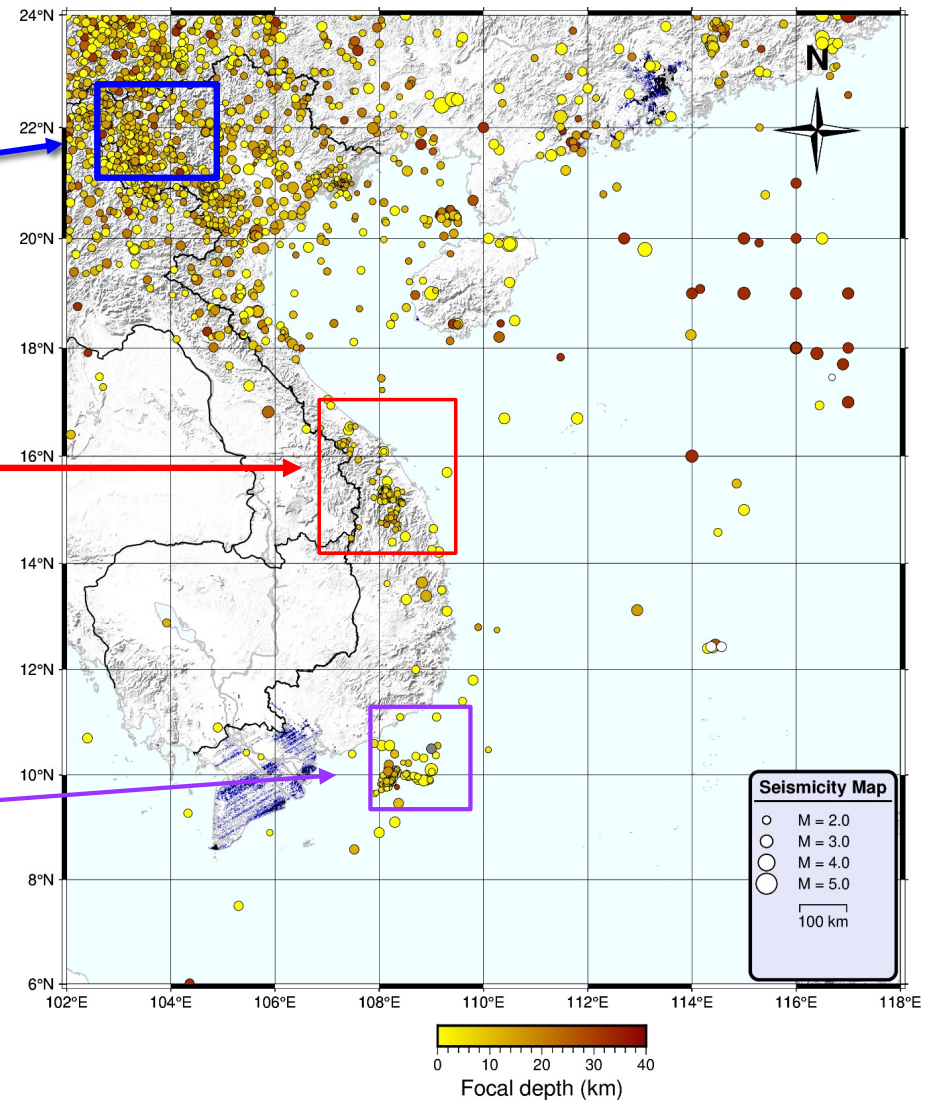 24°N
N
22°N
20°N
18°N
16°N
14°N
12°N
10°N
8°N
6°N
Seismicity Map
M = 2.0
M = 3.0
M = 4.0
M = 5.0
100 km
102°E 104°E 106°E 108°E 110°E 112°E 114°E 116°E 118°E
0 10 20 30 40
Focal depth (km)